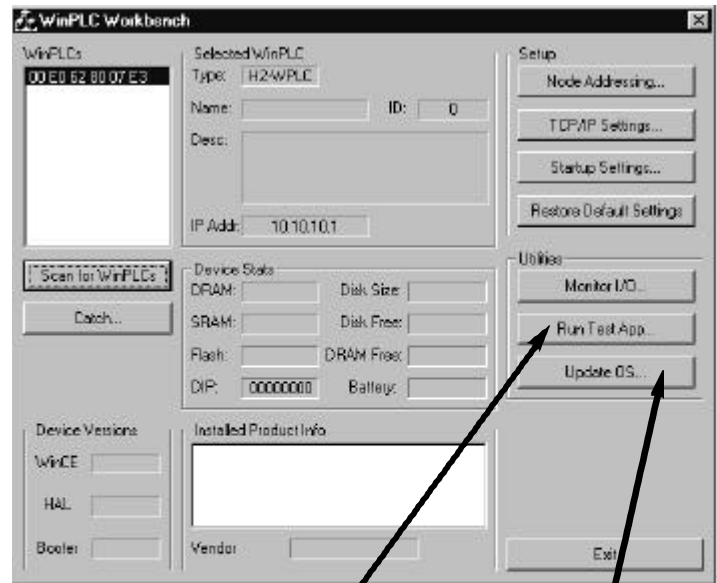 WinPLC Workbench
WinPLCs
00 E0 62 80 07 E3
Scan for WinPLCs
Catch...
Selected WinPLC
Type: H2-WPLC
Name: ID: 0
Desc:
IP Addr: 10.10.10.1
Device Stats
DRAM: Disk Size:
SRAM: Disk Free:
Flash: DRAM Free:
DIP: 00000000 Battery:
Device Versions
WinCE
HAL
Booter
Installed Product Info
Vendor
Setup
Node Addressing...
TCP/IP Settings...
Startup Settings...
Restore Default Settings
Utilities
Monitor I/O...
Run Test App...
Update OS...
Exit